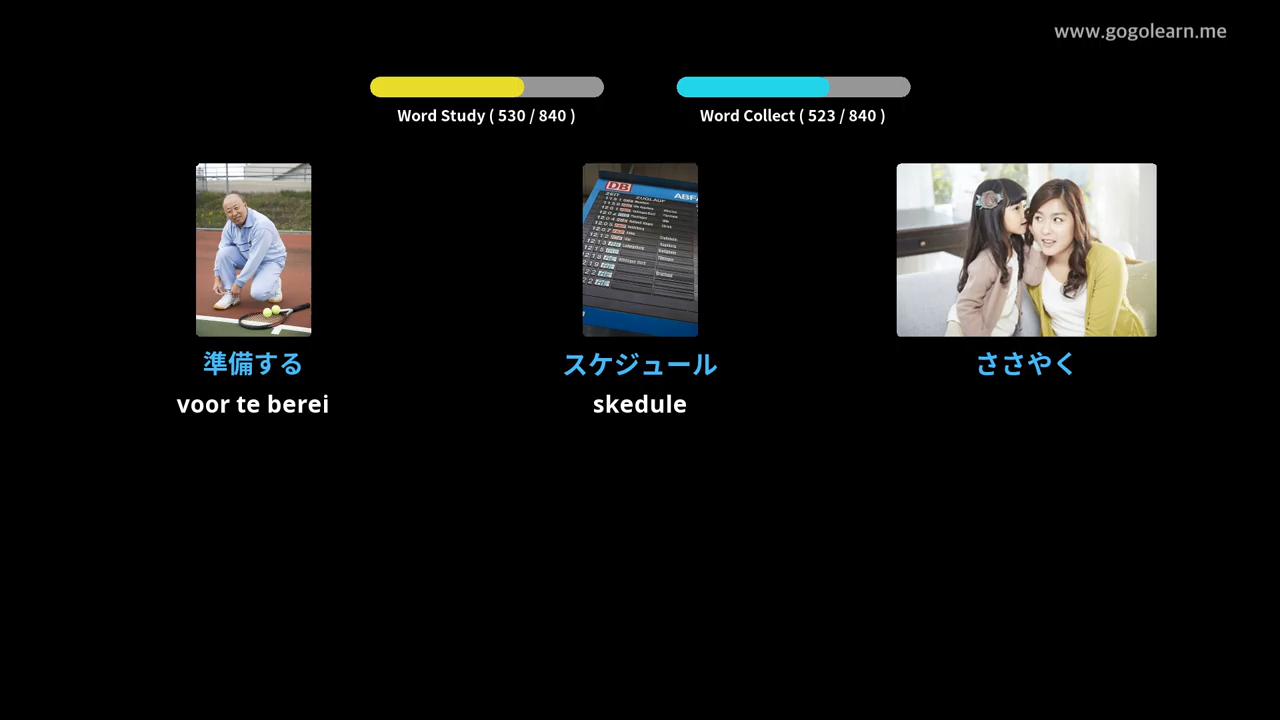 www.gogolearn.me
Word Study ( 530 / 840 )
Word Collect ( 523 / 840 )
DB
準備する
スケジュール
ささやく
voor te berei
skedule